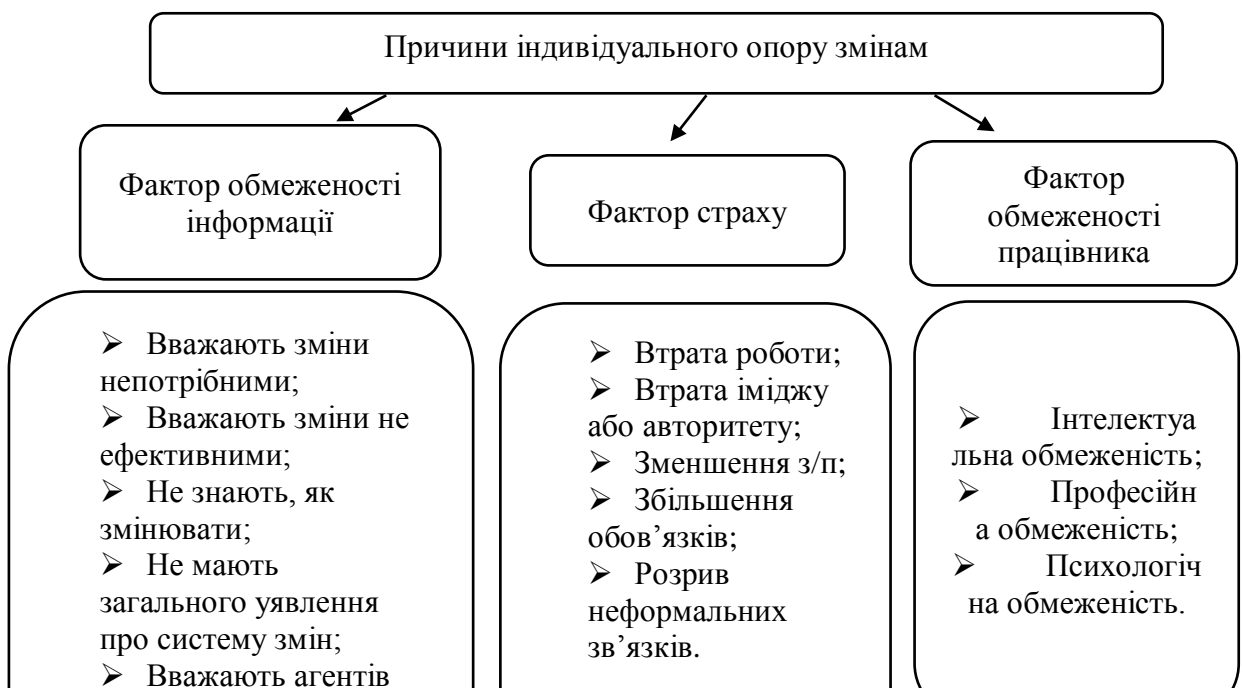 Причини індивідуального опору змінам
Фактор обмеженості
інформації
Фактор страху
Фактор
обмеженості
працівника
➢ Вважають зміни
непотрібними;
➢ Вважають зміни не
ефективними;
➢ Не знають, як
змінювати;
➢ Не мають
загального уявлення
про систему змін;
➢ Вважають агентів
➢ Втрата роботи;
➢ Втрата іміджу
або авторитету;
➢ Зменшення з/п;
➢ Збільшення
обов’язків;
➢ Розрив
неформальних
зв’язків.
➢ Інтелектуа
льна обмеженість;
➢ Професійн
а обмеженість;
➢ Психологіч
на обмеженість.